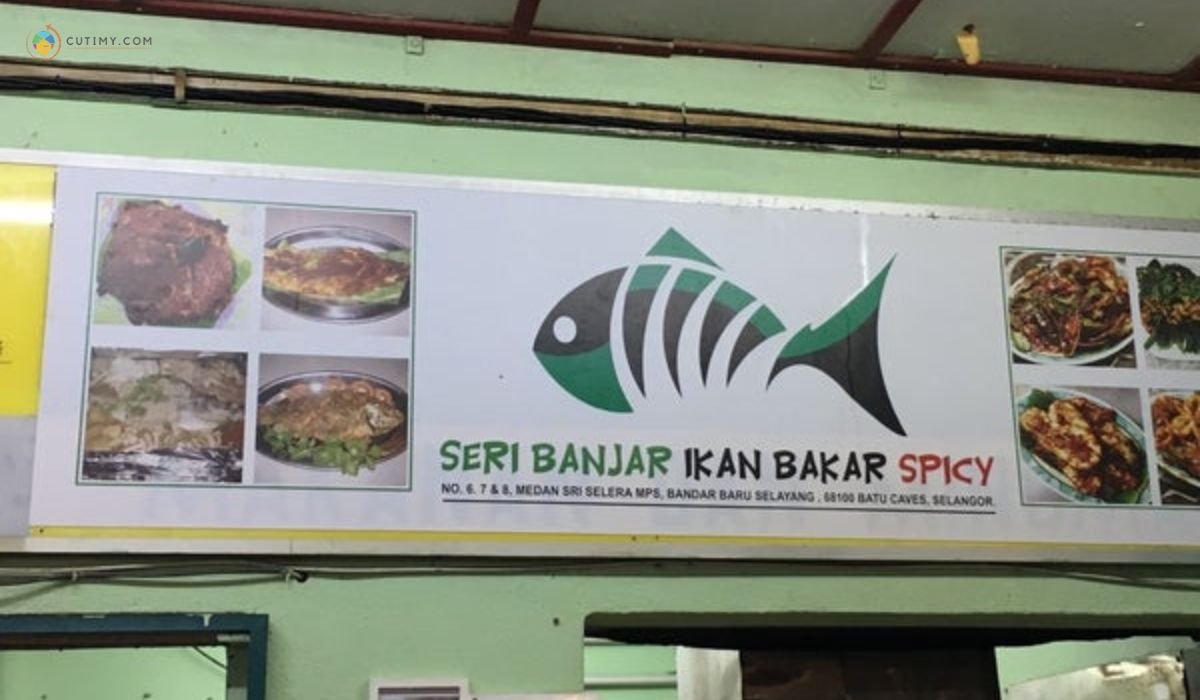 CUTIMY.COM
SERI BANJAR IKAN BAKAR SPICY
NO. 6. 7 & 8, MEDAN SRI SELERA MPS, BANDAR BARU SELAYANG , 68100 BATU CAVES, SELANGOR.